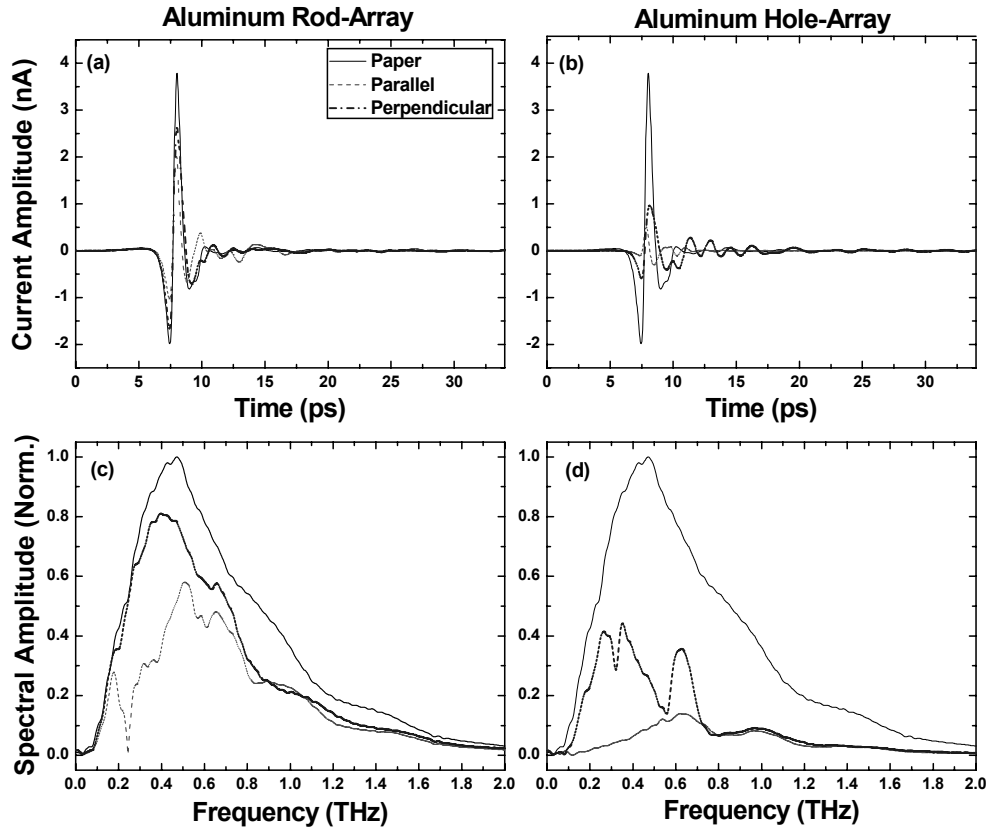 Aluminum Rod-Array
Aluminum Hole-Array
(a)
Paper
Parallel
Perpendicular
4
3
2
1
0
-1
-2
Current Amplitude (nA)
0 5 10 15 20 25 30
Time (ps)
(b)
4
3
2
1
0
-1
-2
0 5 10 15 20 25 30
Time (ps)
(c)
1.0
0.8
0.6
0.4
0.2
0.0
Spectral Amplitude (Norm.)
0.0 0.2 0.4 0.6 0.8 1.0 1.2 1.4 1.6 1.8 2.0
Frequency (THz)
(d)
1.0
0.8
0.6
0.4
0.2
0.0
0.0 0.2 0.4 0.6 0.8 1.0 1.2 1.4 1.6 1.8 2.0
Frequency (THz)